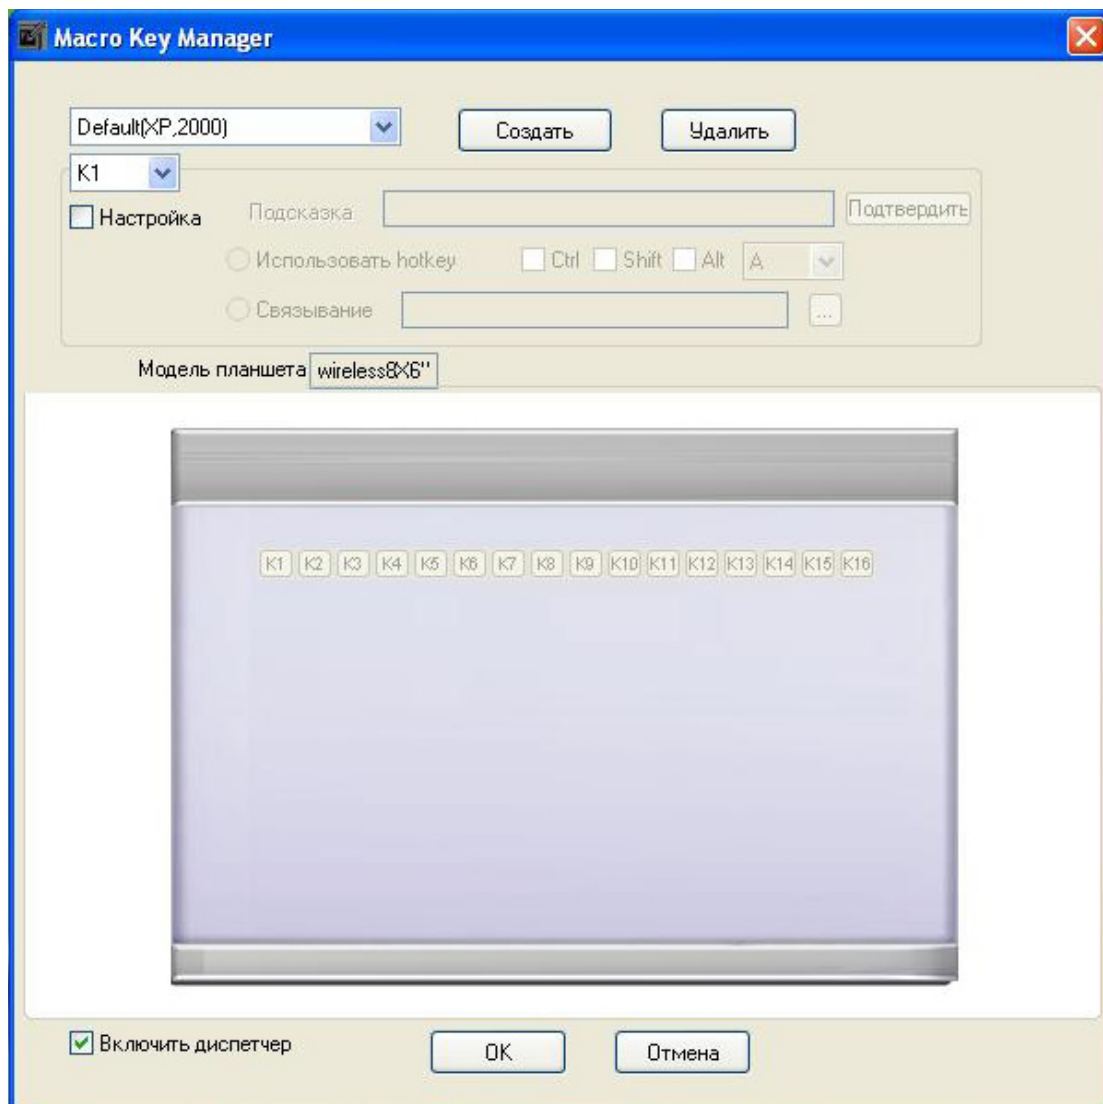 Macro Key Manager
Default(XP,2000) Создать Удалить
K1
Настройка Подсказка Подтвердить
Использовать hotkey Ctrl Shift Alt A
Связывание ...
Модель планшета wireless8X6"
K1 K2 K3 K4 K5 K6 K7 K8 K9 K10 K11 K12 K13 K14 K15 K16
Включить диспетчер OK Отмена